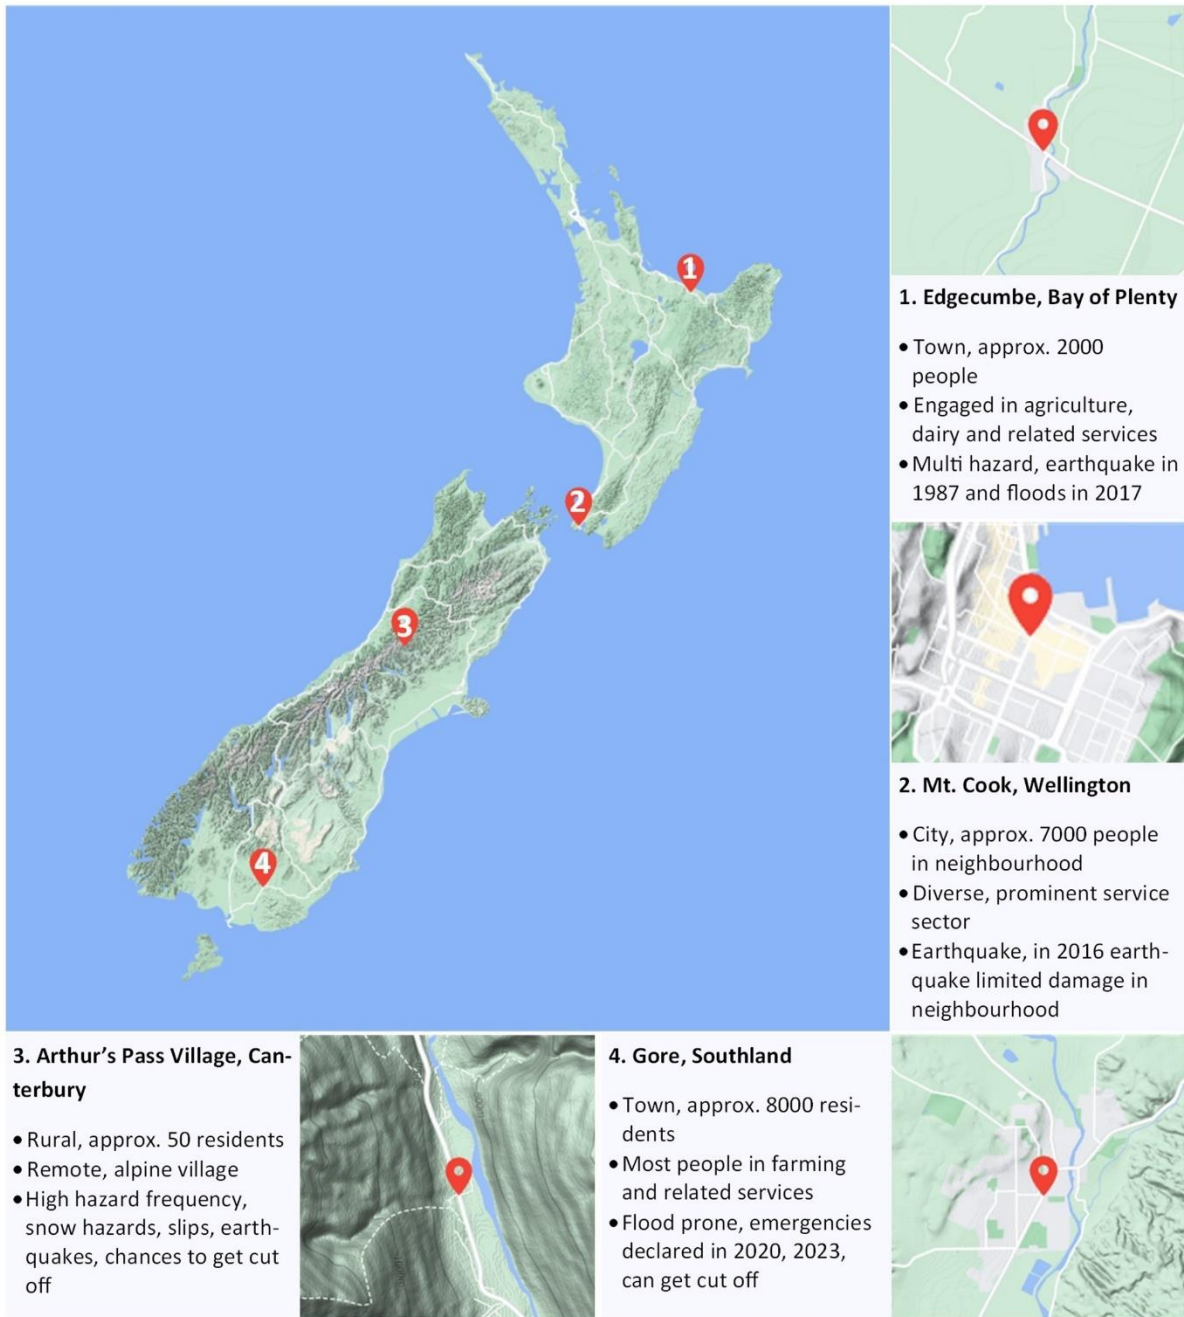 1
2
3
4
1. Edgecumbe, Bay of Plenty
• Town, approx. 2000
people
• Engaged in agriculture,
dairy and related services
• Multi hazard, earthquake in
1987 and floods in 2017
2. Mt. Cook, Wellington
• City, approx. 7000 people
in neighbourhood
• Diverse, prominent service
sector
• Earthquake, in 2016 earth-
quake limited damage in
neighbourhood
3. Arthur’s Pass Village, Can-
terbury
• Rural, approx. 50 residents
• Remote, alpine village
• High hazard frequency,
snow hazards, slips, earth-
quakes, chances to get cut
off
4. Gore, Southland
• Town, approx. 8000 resi-
dents
• Most people in farming
and related services
• Flood prone, emergencies
declared in 2020, 2023,
can get cut off